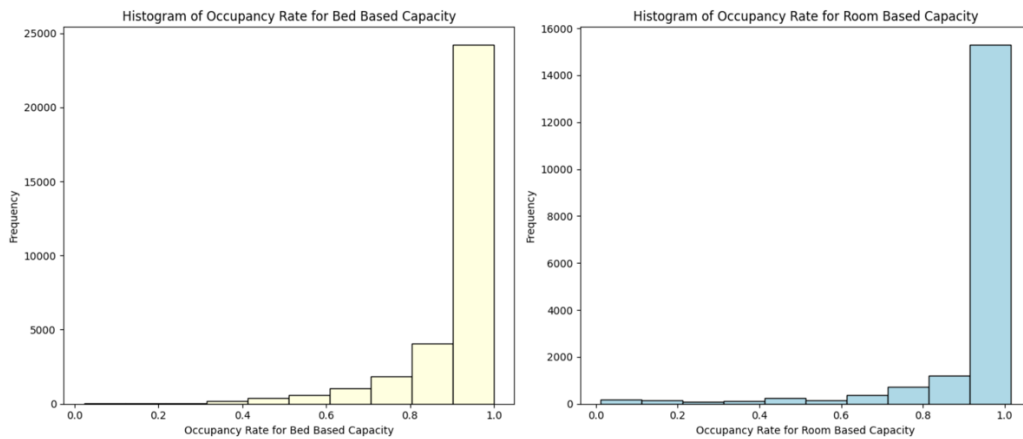 Histogram of Occupancy Rate for Bed Based Capacity
25000
20000
15000
10000
5000
0
Frequency
0.0 0.2 0.4 0.6 0.8 1.0
Occupancy Rate for Bed Based Capacity
Histogram of Occupancy Rate for Room Based Capacity
16000
14000
12000
10000
8000
6000
4000
2000
0
Frequency
0.0 0.2 0.4 0.6 0.8 1.0
Occupancy Rate for Room Based Capacity